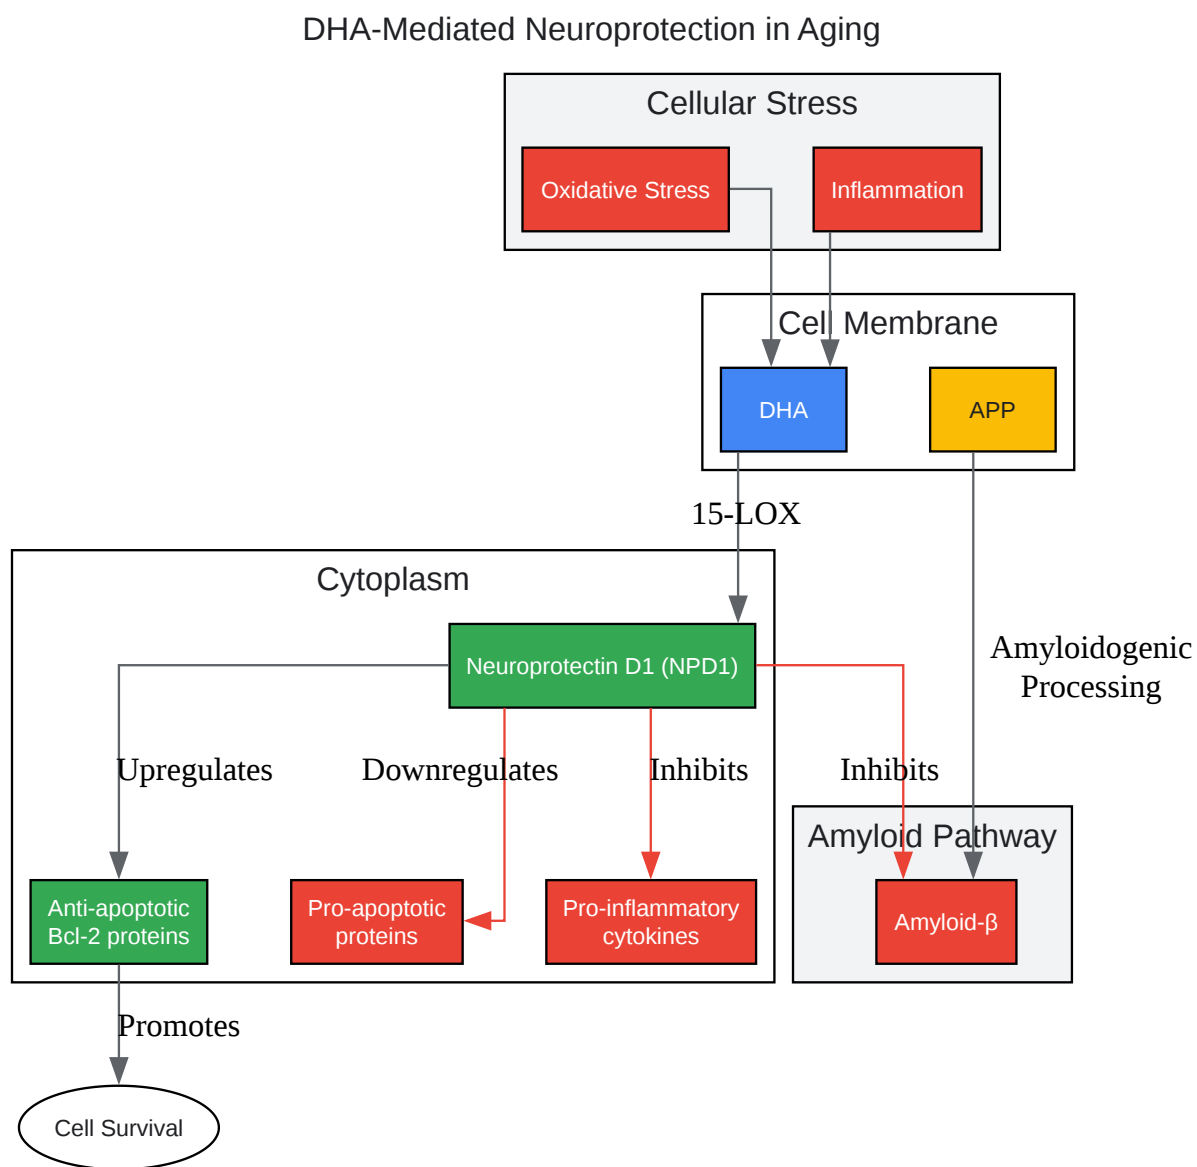 DHA-Mediated Neuroprotection in Aging
Cellular Stress
Oxidative Stress
Inflammation
Cell Membrane
DHA
APP
15-LOX
Cytoplasm
Neuroprotectin D1 (NPD1)
Amyloidogenic
Processing
Upregulates
Downregulates
Inhibits
Inhibits
Amyloid Pathway
Anti-apoptotic
Bcl-2 proteins
Pro-apoptotic
proteins
Pro-inflammatory
cytokines
Amyloid-β
Promotes
Cell Survival